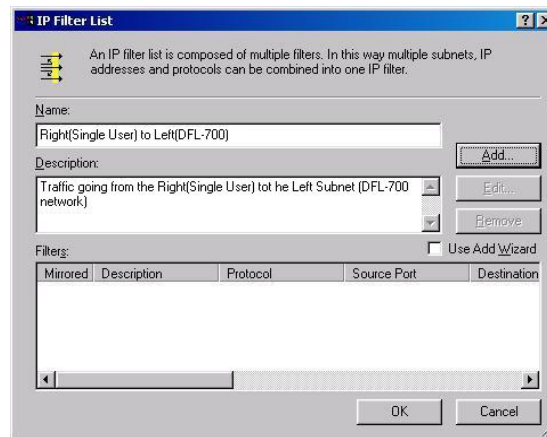 IP Filter List
An IP filter list is composed of multiple filters. In this way multiple subnets, IP
addresses and protocols can be combined into one IP filter.
Name:
Right(Single User) to Left(DFL-700)
Add...
Description:
Traffic going from the Right(Single User) tot he Left Subnet (DFL-700
network)
Edit...
Remove
Filters:
Use Add Wizard
Mirrored Description Protocol Source Port Destination
OK Cancel